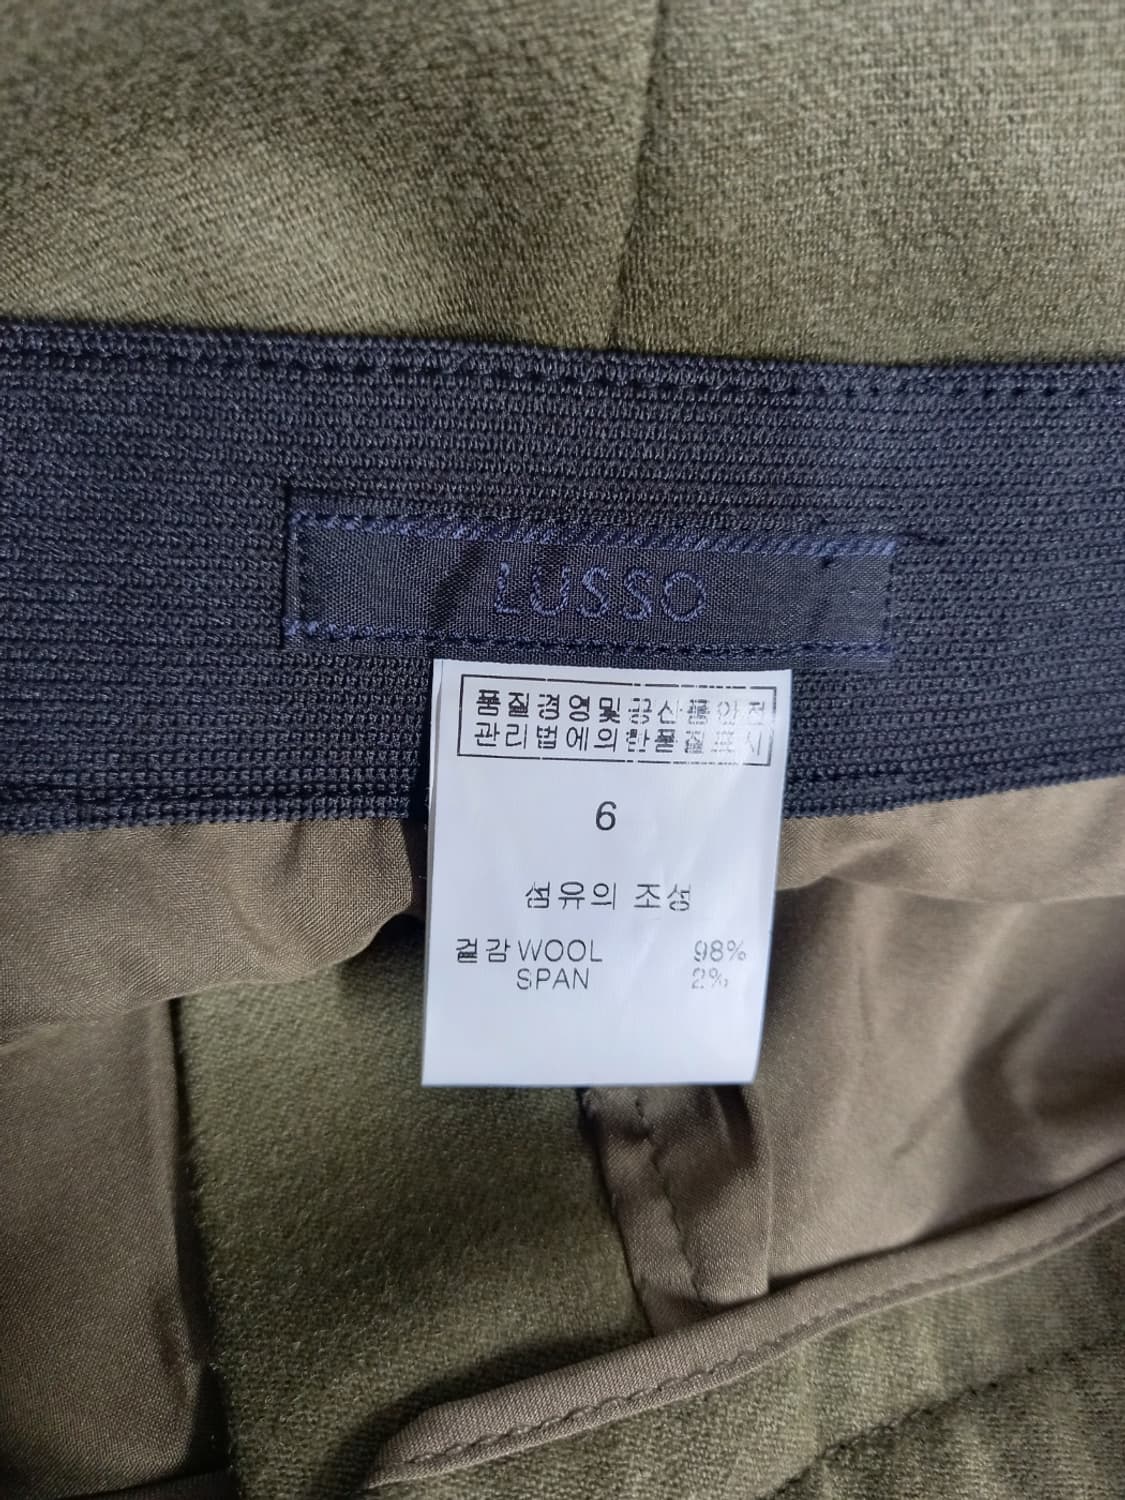 LUSSO
품질경영및공산품안전
관리법에의한품질표시
6
섬유의 조성
겉감 WOOL 98%
SPAN 2%